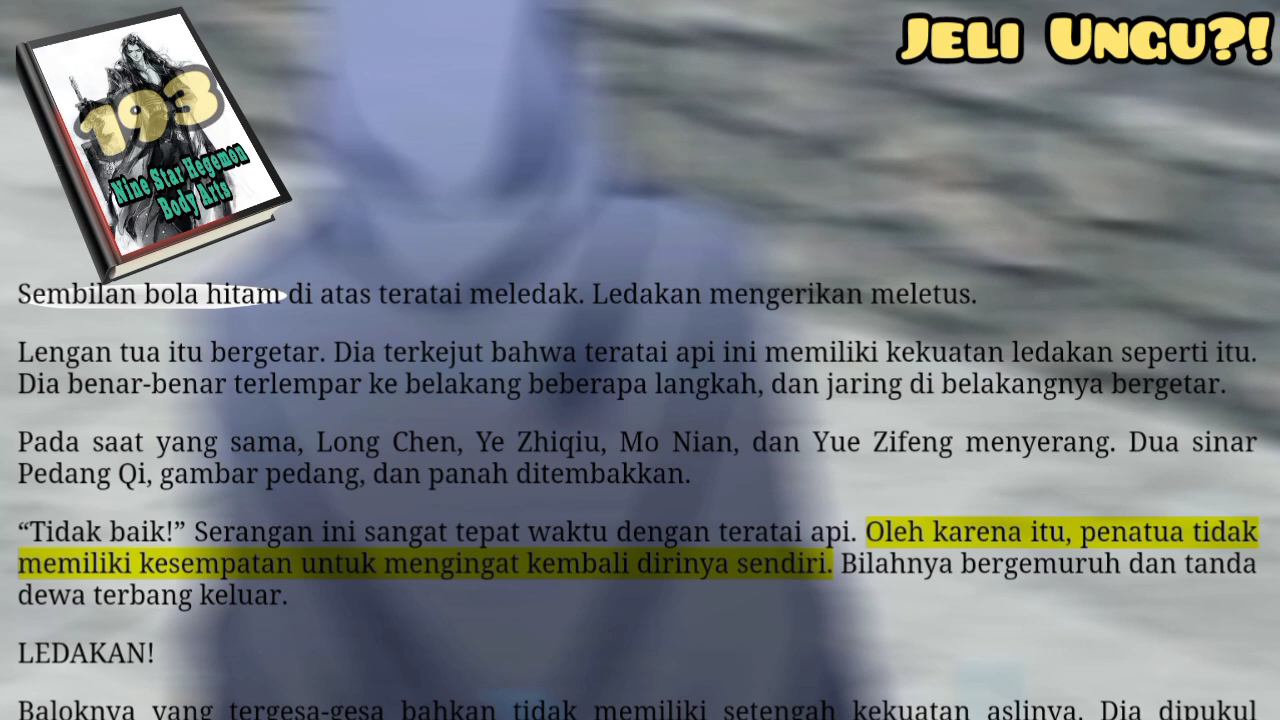 Jeli Ungu?!
193
Nine Star Hegemon
Body Arts
Sembilan bola hitam di atas teratai meledak. Ledakan mengerikan meletus.
Lengan tua itu bergetar. Dia terkejut bahwa teratai api ini memiliki kekuatan ledakan seperti itu.
Dia benar-benar terlempar ke belakang beberapa langkah, dan jaring di belakangnya bergetar.
Pada saat yang sama, Long Chen, Ye Zhiqiu, Mo Nian, dan Yue Zifeng menyerang. Dua sinar
Pedang Qi, gambar pedang, dan panah ditembakkan.
“Tidak baik!” Serangan ini sangat tepat waktu dengan teratai api. Oleh karena itu, penatua tidak
memiliki kesempatan untuk mengingat kembali dirinya sendiri. Bilahnya bergemuruh dan tanda
dewa terbang keluar.
LEDAKAN!
Baloknya yang tergesa-gesa bahkan tidak memiliki setengah kekuatan aslinya. Dia dipukul